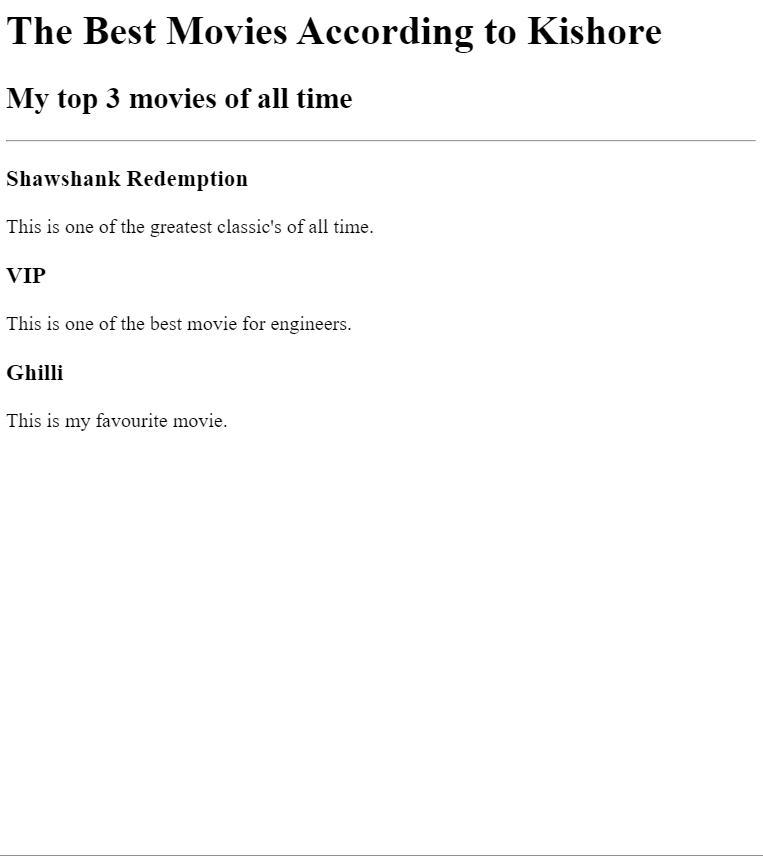 The Best Movies According to Kishore
My top 3 movies of all time
Shawshank Redemption
This is one of the greatest classic's of all time.
VIP
This is one of the best movie for engineers.
Ghilli
This is my favourite movie.